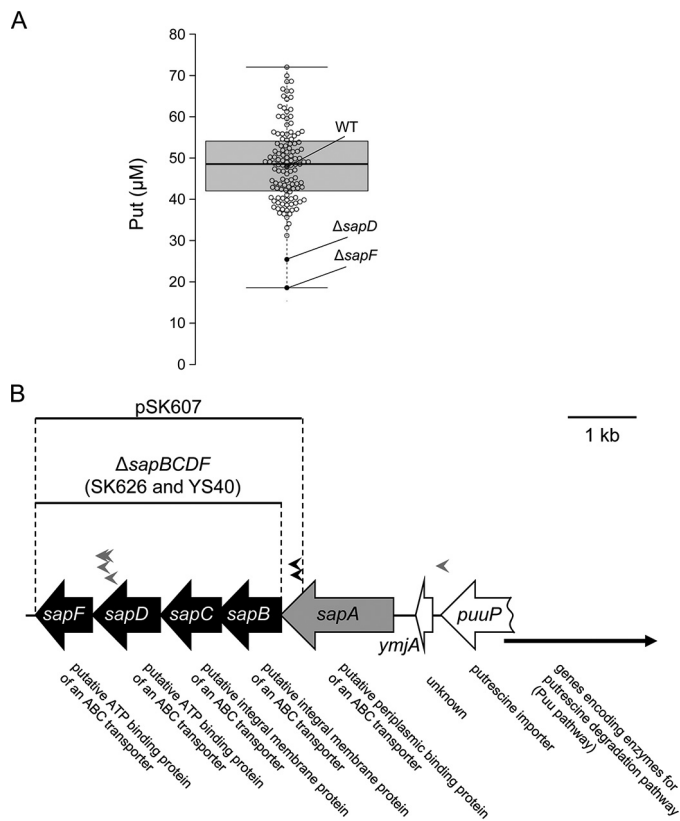 A
80
70
60
50
40
30
20
10
0
Put (µM)
WT
ΔsapD
ΔsapF
B
pSK607
1 kb
ΔsapBCDF
(SK626 and YS40)
sapF
sapD
sapC
sapB
sapA
ymjA
puuP
putative ATP binding protein
of an ABC transporter
putative ATP binding protein
of an ABC transporter
putative integral membrane protein
of an ABC transporter
putative integral membrane protein
of an ABC transporter
putative periplasmic binding protein
of an ABC transporter
unknown
putrescine importer
genes encoding enzymes for
putrescine degradation pathway
(Puu pathway)